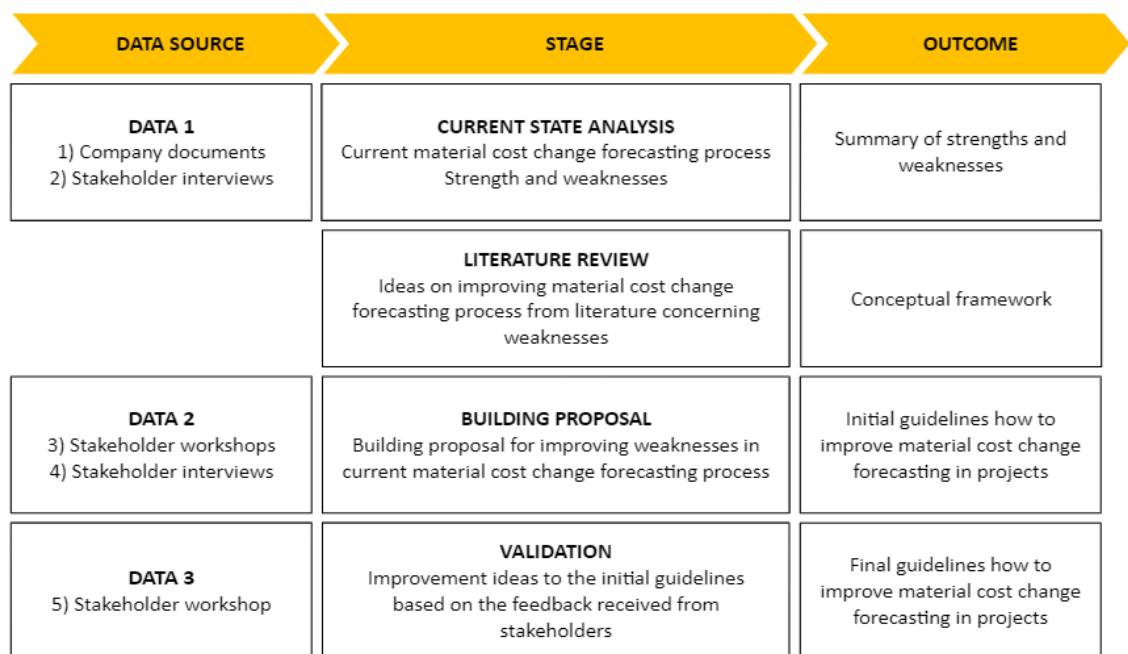 DATA SOURCE
STAGE
OUTCOME
DATA 1
1) Company documents
2) Stakeholder interviews
CURRENT STATE ANALYSIS
Current material cost change forecasting process
Strength and weaknesses
Summary of strengths and
weaknesses
LITERATURE REVIEW
Ideas on improving material cost change
forecasting process from literature concerning
weaknesses
Conceptual framework
DATA 2
3) Stakeholder workshops
4) Stakeholder interviews
BUILDING PROPOSAL
Building proposal for improving weaknesses in
current material cost change forecasting process
Initial guidelines how to
improve material cost change
forecasting in projects
DATA 3
5) Stakeholder workshop
VALIDATION
Improvement ideas to the initial guidelines
based on the feedback received from
stakeholders
Final guidelines how to
improve material cost change
forecasting in projects